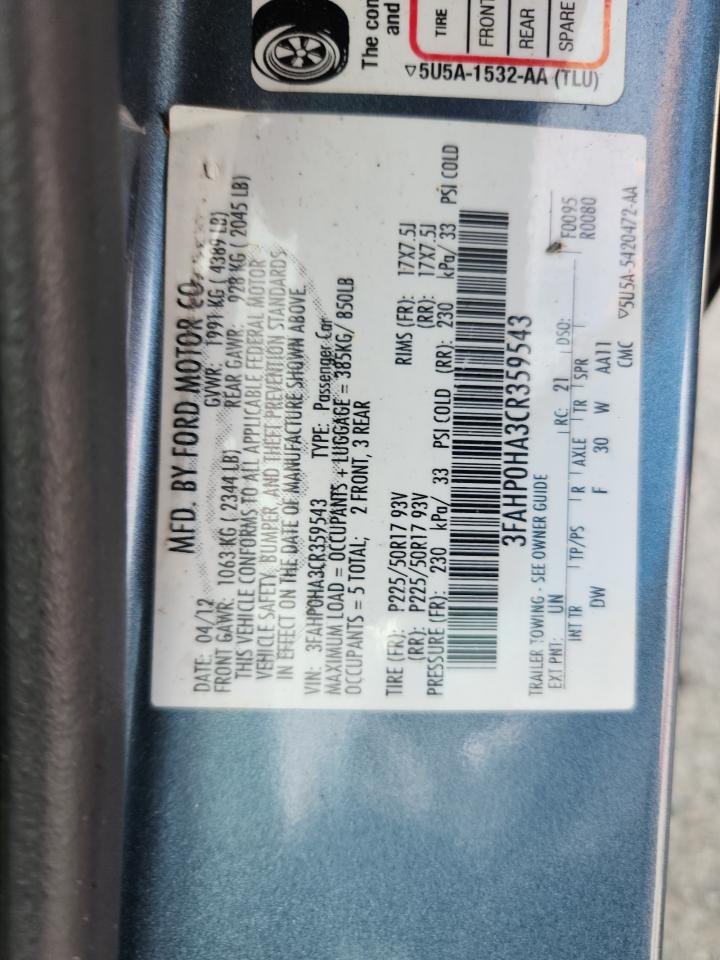 The con
and
TIRE
FRONT
REAR
SPARE
▽5U5A-1532-AA (TLU)
MFD. BY FORD MOTOR CO.
DATE: 04/12 GVWR: 1991 KG ( 4389 LB)
FRONT GAWR: 1063 KG ( 2344 LB) REAR GAWR: 928 KG ( 2045 LB)
THIS VEHICLE CONFORMS TO ALL APPLICABLE FEDERAL MOTOR
VEHICLE SAFETY, BUMPER, AND THEFT PREVENTION STANDARDS
IN EFFECT ON THE DATE OF MANUFACTURE SHOWN ABOVE.
VIN: 3FAHP0HA3CR359543 TYPE: Passenger Car
MAXIMUM LOAD = OCCUPANTS + LUGGAGE = 385KG/ 850LB
OCCUPANTS = 5 TOTAL; 2 FRONT, 3 REAR
TIRE (FR): P225/50R17 93V RIMS (FR): 17X7.5J
(RR): P225/50R17 93V (RR): 17X7.5J
PRESSURE (FR): 230 kPa/ 33 PSI COLD (RR): 230 kPa/ 33 PSI COLD
3FAHP0HA3CR359543
TRAILER TOWING - SEE OWNER GUIDE F0095
EXT PNT: UN RC: 21 DSO: R0080
INT TR TP/PS R AXLE TR SPR
DW F 30 W AA11
CMC ▽5U5A-5420472-AA